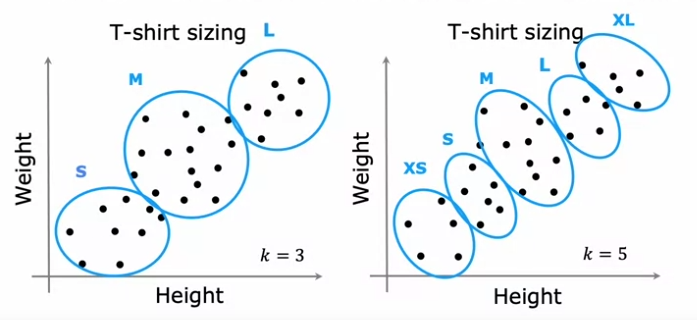 T-shirt sizing
L
M
S
Weight
Height
k = 3
T-shirt sizing
XL
L
M
S
XS
Weight
Height
k = 5